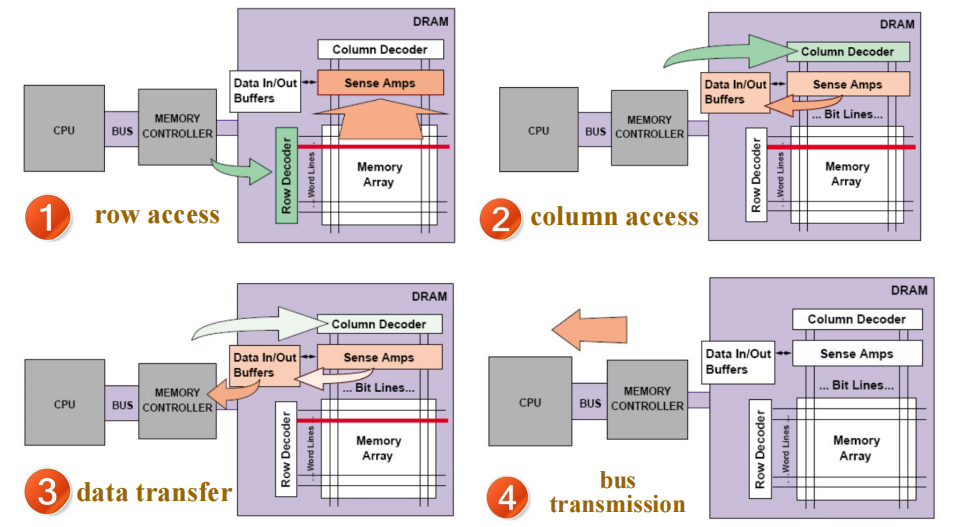 DRAM
Column Decoder
Data In/Out
Buffers
Sense Amps
CPU
BUS
MEMORY
CONTROLLER
Row Decoder
...Word Lines...
Memory
Array
1
row access
DRAM
Column Decoder
Data In/Out
Buffers
Sense Amps
... Bit Lines...
CPU
BUS
MEMORY
CONTROLLER
Row Decoder
...Word Lines...
Memory
Array
2
column access
DRAM
Column Decoder
Data In/Out
Buffers
Sense Amps
... Bit Lines...
CPU
BUS
MEMORY
CONTROLLER
Row Decoder
...Word Lines...
Memory
Array
3
data transfer
DRAM
Column Decoder
Data In/Out
Buffers
Sense Amps
... Bit Lines...
CPU
BUS
MEMORY
CONTROLLER
Row Decoder
...Word Lines...
Memory
Array
4
bus
transmission